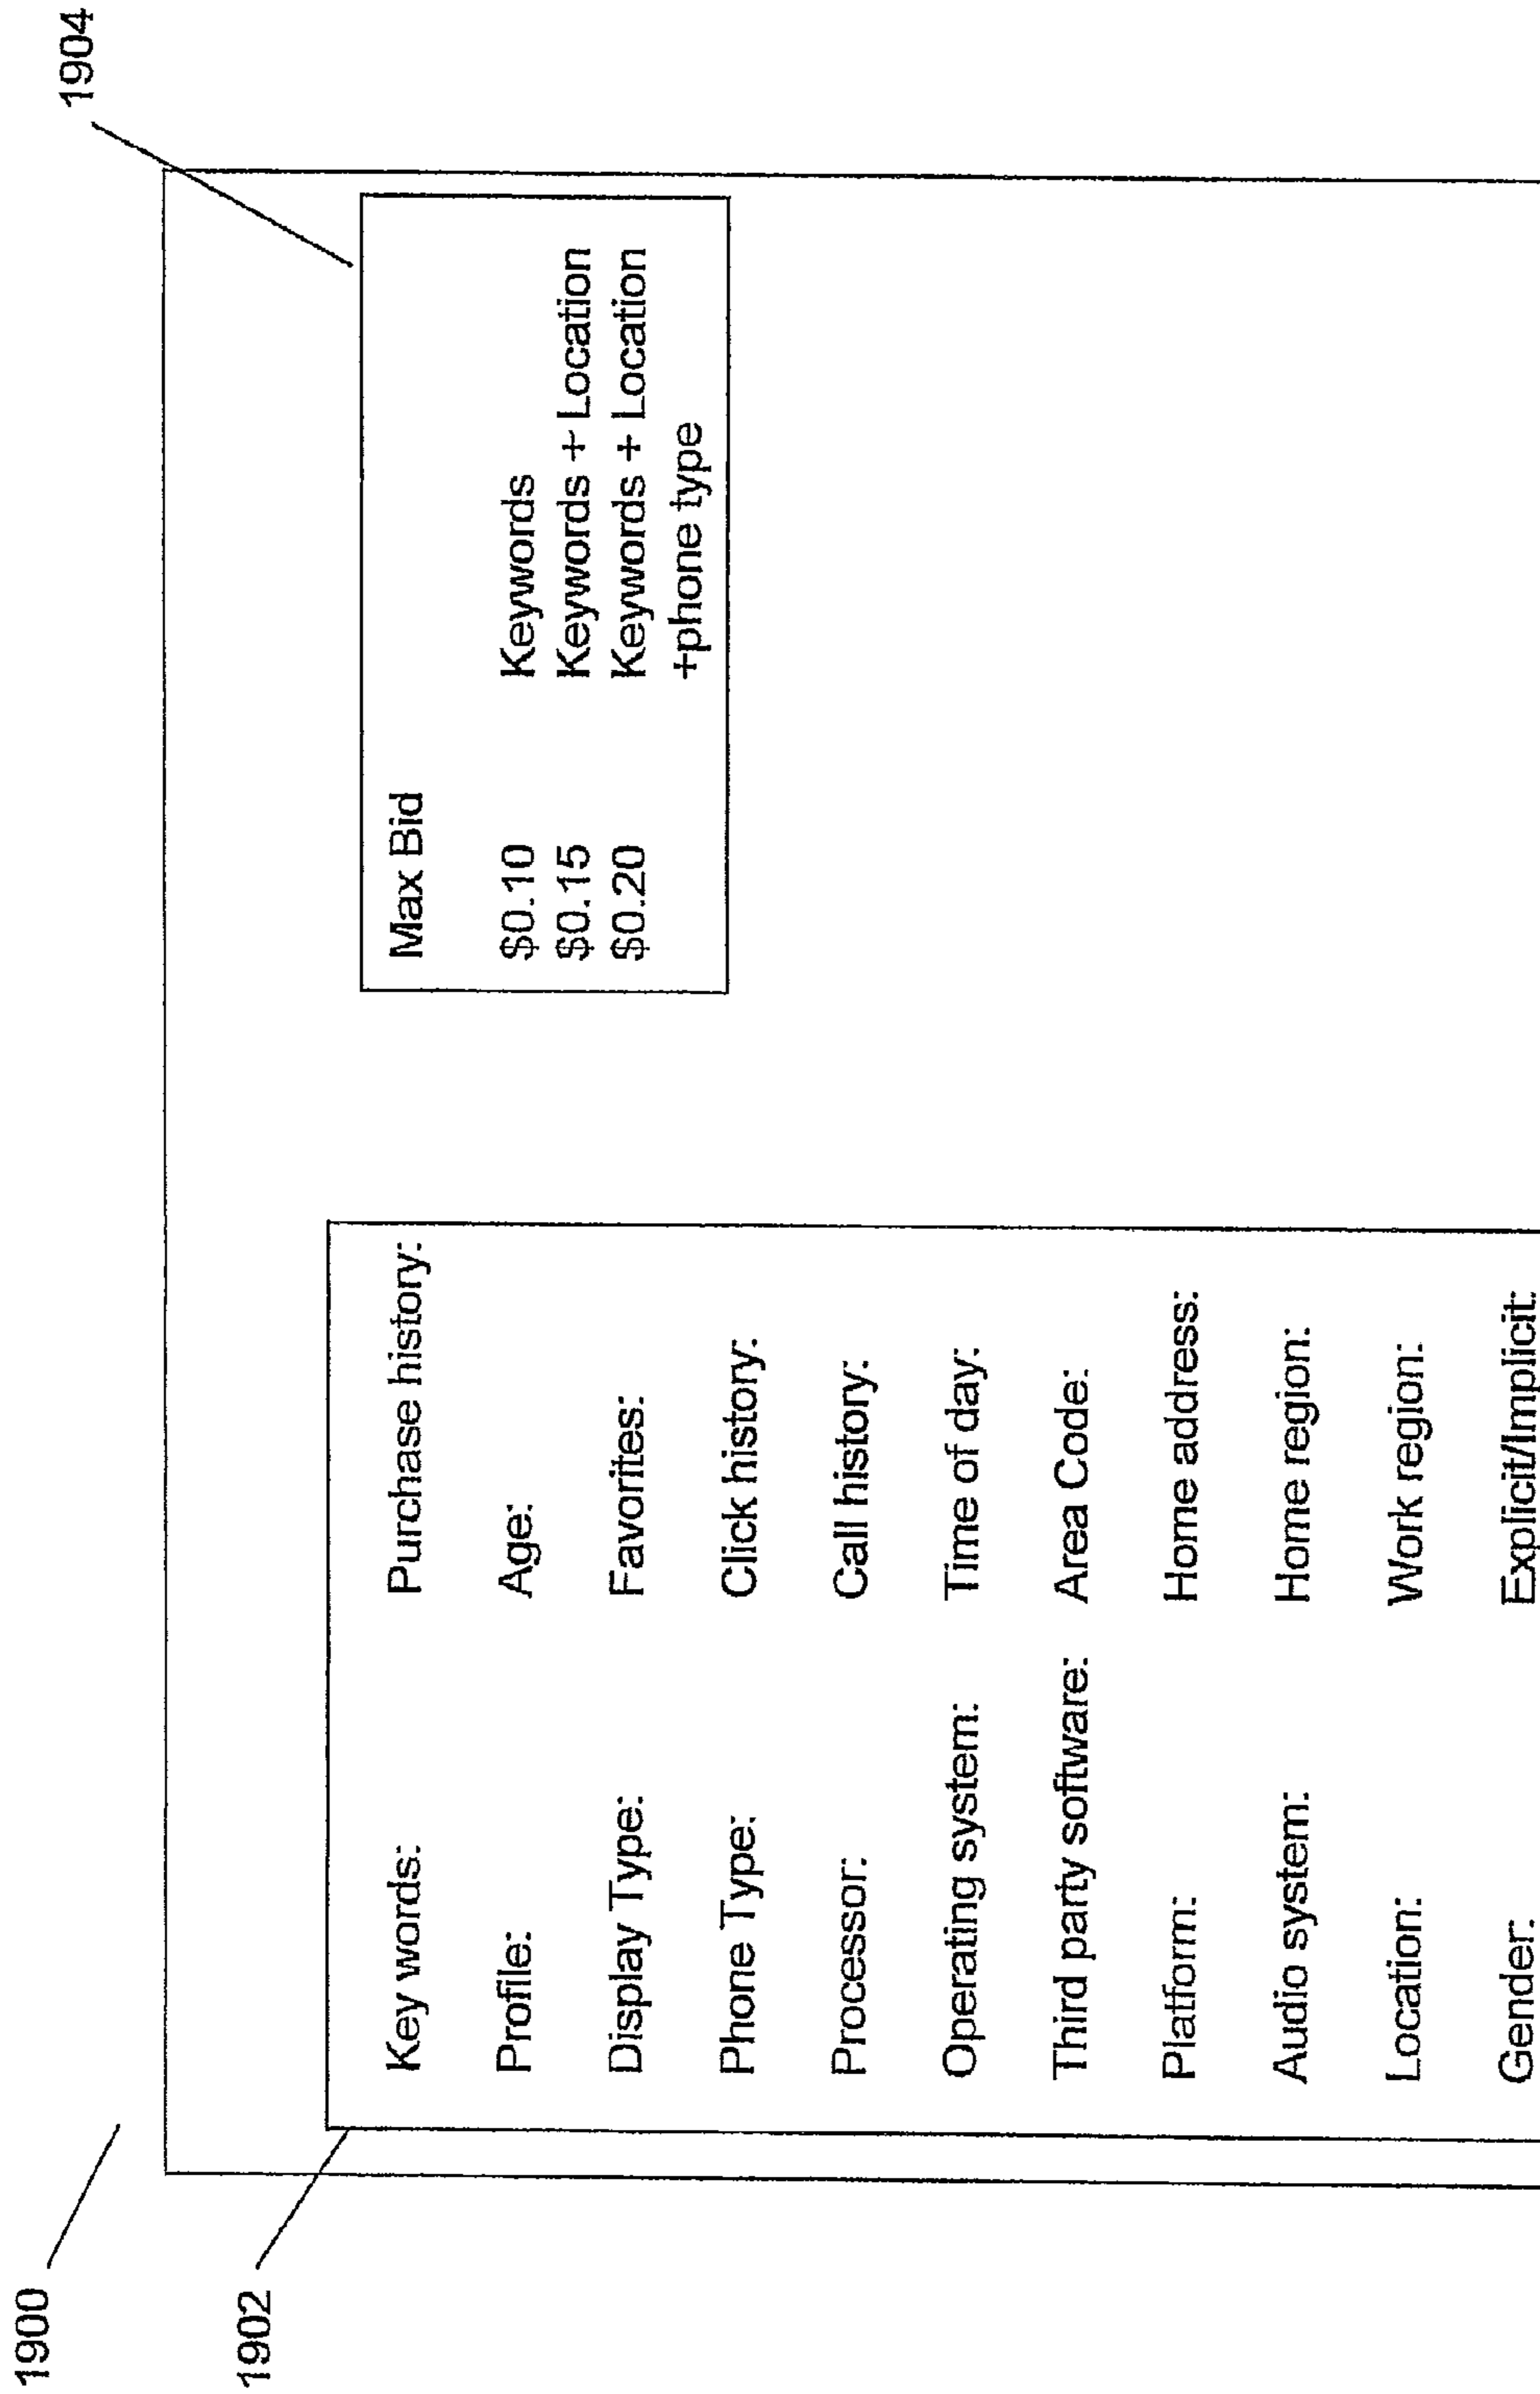 1900
1902
1904
Key words: Purchase history:
Profile: Age:
Display Type: Favorites:
Phone Type: Click history:
Processor: Call history:
Operating system: Time of day:
Third party software: Area Code:
Platform: Home address:
Audio system: Home region:
Location: Work region:
Gender: Explicit/Implicit:
Max Bid
$0.10 Keywords
$0.15 Keywords + Location
$0.20 Keywords + Location
+phone type